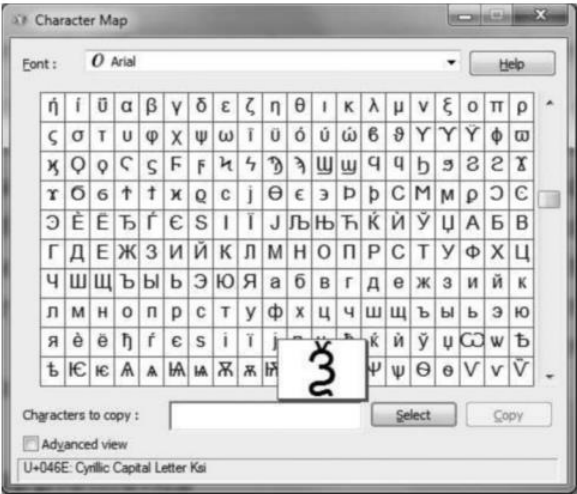 Character Map
Font : O Arial Help
ή ί ΰ α β γ δ ε ζ η θ ι κ λ μ ν ξ ο π ρ
ς σ τ υ φ χ ψ ω ϊ ϋ ό ύ ώ ϐ ϑ ϒ ϓ ϔ ϕ ϖ
ϗ Ϙ ϙ Ϛ ϛ Ϝ ϝ Ϟ ϟ Ϡ ϡ Ϣ ϣ Ϥ ϥ Ϧ ϧ Ϩ ϩ Ϫ
ϫ Ϭ ϭ Ϯ ϯ ϰ ϱ ϲ ϳ ϴ ϵ э Ϸ ϸ Ϲ Ϻ ϻ ϼ Ͻ Ͼ
Ͽ Ѐ Ё Ђ Ѓ Є Ѕ І Ї Ј Љ Њ Ћ Ќ Ѝ Ў Џ А Б В
Г Д Е Ж З И Й К Л М Н О П Р С Т У Ф Х Ц
Ч Ш Щ Ъ Ы Ь Э Ю Я а б в г д е ж з и й к
л м н о п р с т у ф х ц ч ш щ ъ ы ь э ю
я ѐ ё ђ ѓ є ѕ і ї ј ќ ѝ ў џ Ѡ ѡ Ѣ
ѣ Ѥ ѥ Ѧ ѧ Ѩ ѩ Ѫ ѫ Ѭ Ѯ Ѱ ѱ Ѳ ѳ Ѵ ѵ Ѷ
Characters to copy : Select Copy
Advanced view
U+046E: Cyrillic Capital Letter Ksi